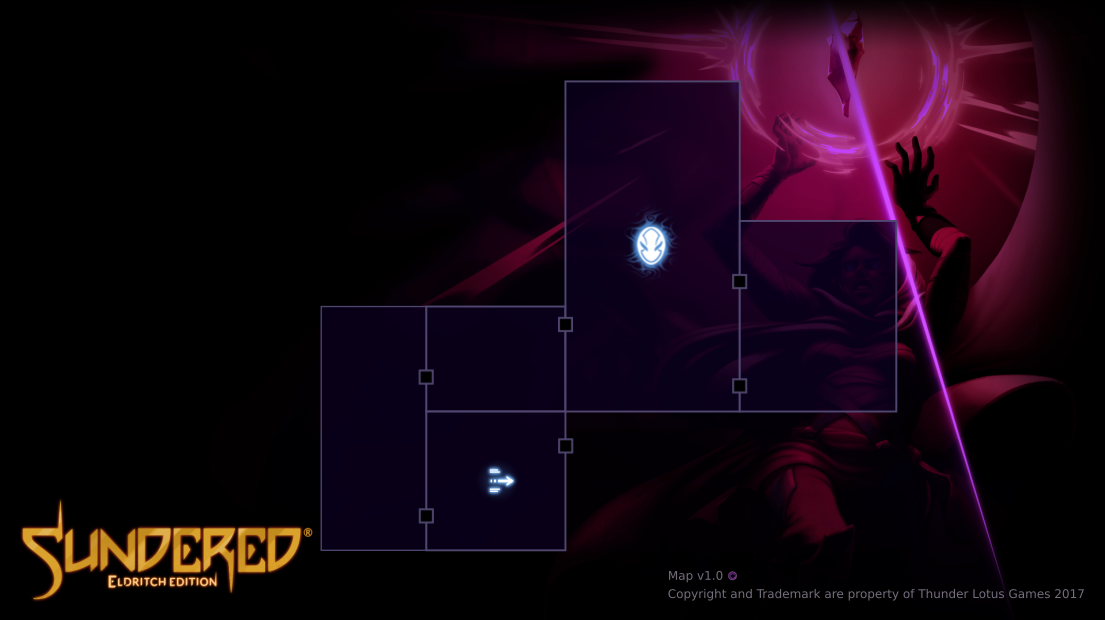 SUNDERED®
ELDRITCH EDITION
Map v1.0 ©
Copyright and Trademark are property of Thunder Lotus Games 2017